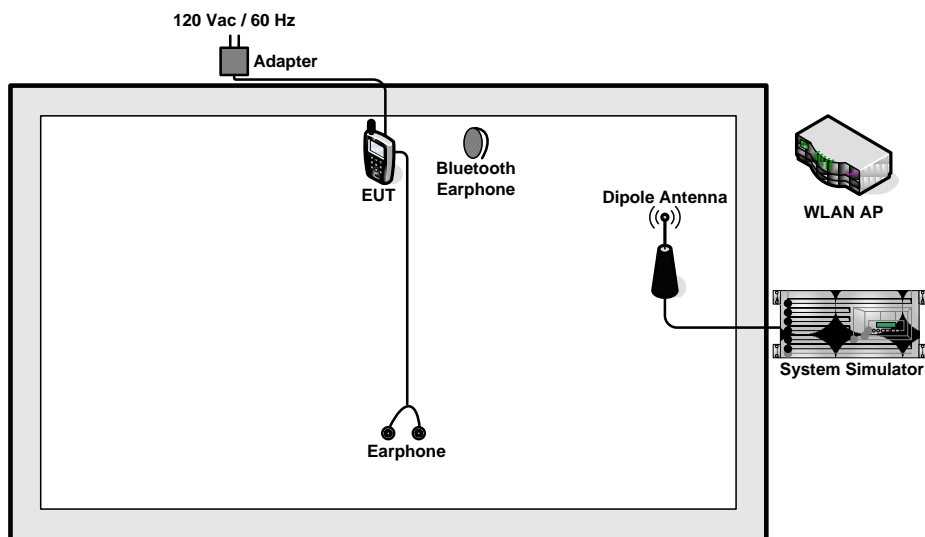 120 Vac / 60 Hz
Adapter
EUT
Bluetooth
Earphone
Dipole Antenna
WLAN AP
System Simulator
Earphone